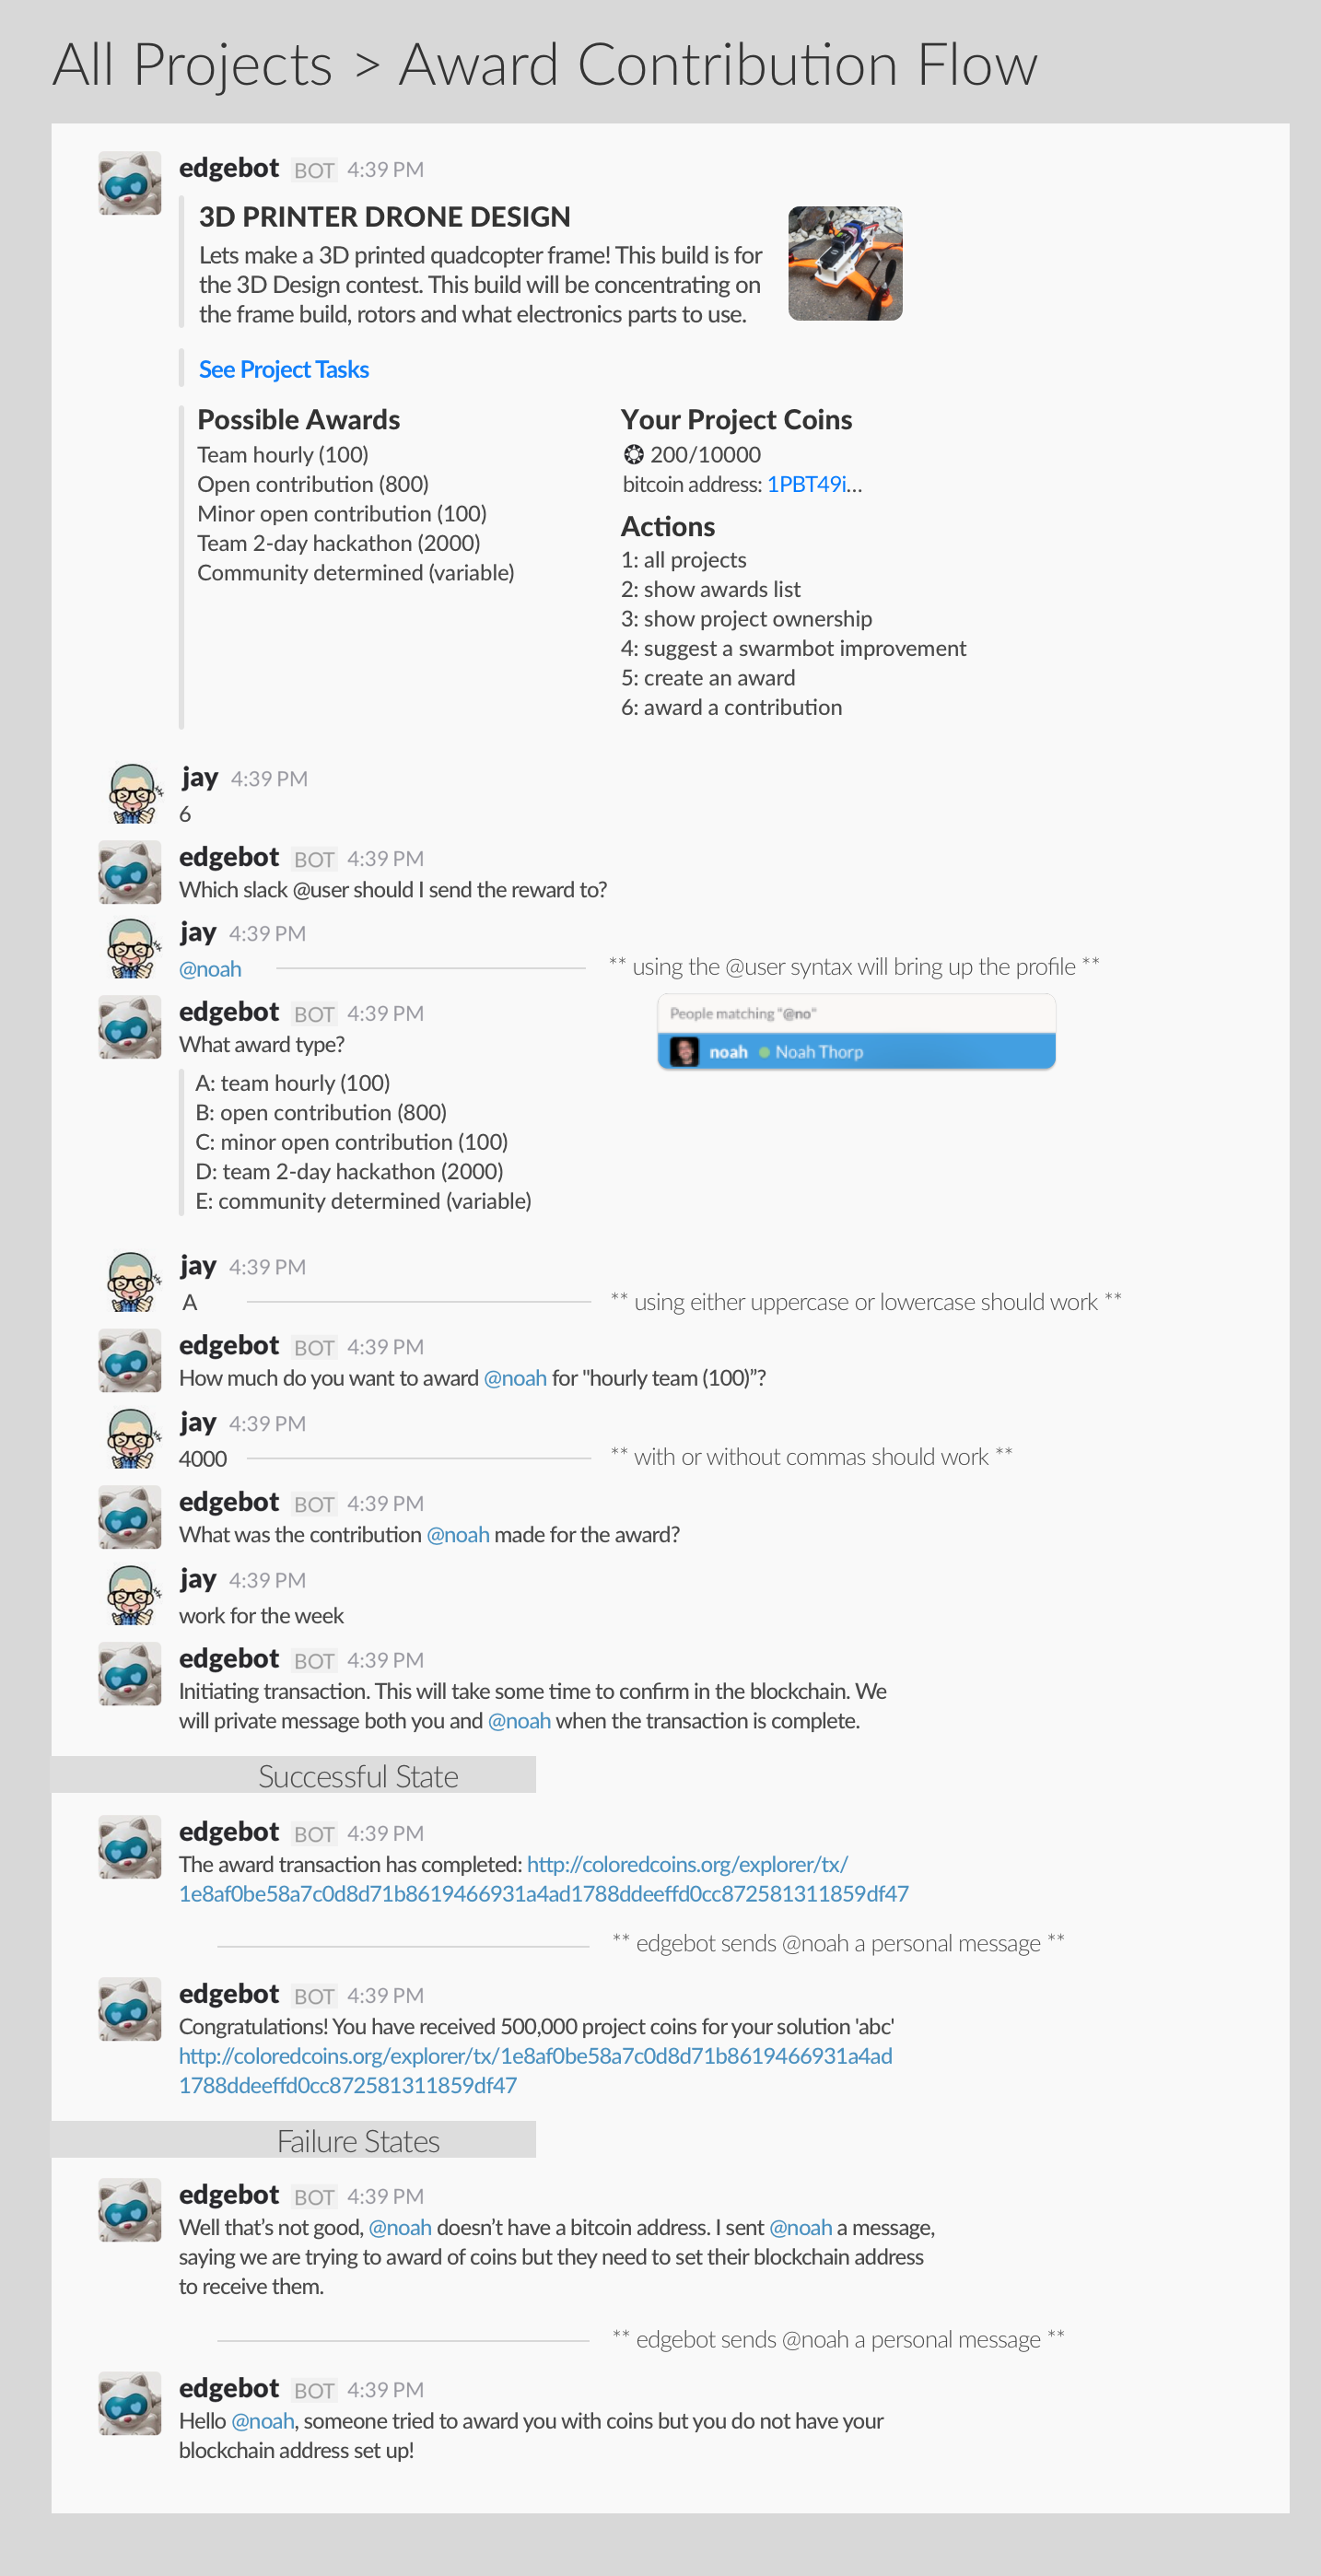 All Projects > Award Contribution Flow
edgebot BOT 4:39 PM
3D PRINTER DRONE DESIGN
Lets make a 3D printed quadcopter frame! This build is for
the 3D Design contest. This build will be concentrating on
the frame build, rotors and what electronics parts to use.
See Project Tasks
Possible Awards
Team hourly (100)
Open contribution (800)
Minor open contribution (100)
Team 2-day hackathon (2000)
Community determined (variable)
Your Project Coins
200/10000
bitcoin address: 1PBT49i...
Actions
1: all projects
2: show awards list
3: show project ownership
4: suggest a swarmbot improvement
5: create an award
6: award a contribution
jay 4:39 PM
6
edgebot BOT 4:39 PM
Which slack @user should I send the reward to?
jay 4:39 PM
@noah ** using the @user syntax will bring up the profile **
People matching "@no"
noah Noah Thorp
edgebot BOT 4:39 PM
What award type?
A: team hourly (100)
B: open contribution (800)
C: minor open contribution (100)
D: team 2-day hackathon (2000)
E: community determined (variable)
jay 4:39 PM
A ** using either uppercase or lowercase should work **
edgebot BOT 4:39 PM
How much do you want to award @noah for "hourly team (100)”?
jay 4:39 PM
4000 ** with or without commas should work **
edgebot BOT 4:39 PM
What was the contribution @noah made for the award?
jay 4:39 PM
work for the week
edgebot BOT 4:39 PM
Initiating transaction. This will take some time to confirm in the blockchain. We
will private message both you and @noah when the transaction is complete.
Successful State
edgebot BOT 4:39 PM
The award transaction has completed: http://coloredcoins.org/explorer/tx/
1e8af0be58a7c0d8d71b8619466931a4ad1788ddeeffd0cc872581311859df47
** edgebot sends @noah a personal message **
edgebot BOT 4:39 PM
Congratulations! You have received 500,000 project coins for your solution 'abc'
http://coloredcoins.org/explorer/tx/1e8af0be58a7c0d8d71b8619466931a4ad
1788ddeeffd0cc872581311859df47
Failure States
edgebot BOT 4:39 PM
Well that’s not good, @noah doesn’t have a bitcoin address. I sent @noah a message,
saying we are trying to award of coins but they need to set their blockchain address
to receive them.
** edgebot sends @noah a personal message **
edgebot BOT 4:39 PM
Hello @noah, someone tried to award you with coins but you do not have your
blockchain address set up!